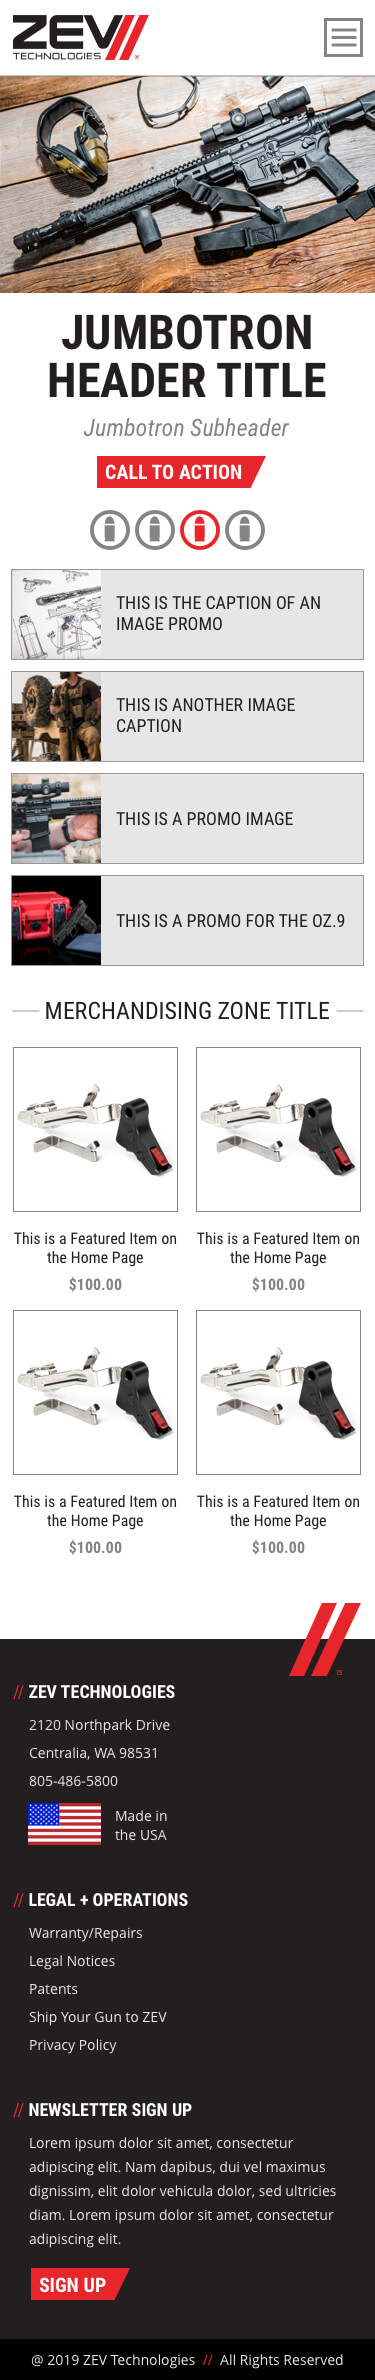 ZEV
TECHNOLOGIES
JUMBOTRON
HEADER TITLE
Jumbotron Subheader
CALL TO ACTION
THIS IS THE CAPTION OF AN
IMAGE PROMO
THIS IS ANOTHER IMAGE
CAPTION
THIS IS A PROMO IMAGE
THIS IS A PROMO FOR THE OZ.9
MERCHANDISING ZONE TITLE
This is a Featured Item on
the Home Page
$100.00
This is a Featured Item on
the Home Page
$100.00
This is a Featured Item on
the Home Page
$100.00
This is a Featured Item on
the Home Page
$100.00
// ZEV TECHNOLOGIES
2120 Northpark Drive
Centralia, WA 98531
805-486-5800
Made in
the USA
// LEGAL + OPERATIONS
Warranty/Repairs
Legal Notices
Patents
Ship Your Gun to ZEV
Privacy Policy
// NEWSLETTER SIGN UP
Lorem ipsum dolor sit amet, consectetur
adipiscing elit. Nam dapibus, dui vel maximus
dignissim, elit dolor vehicula dolor, sed ultricies
diam. Lorem ipsum dolor sit amet, consectetur
adipiscing elit.
SIGN UP
@ 2019 ZEV Technologies // All Rights Reserved